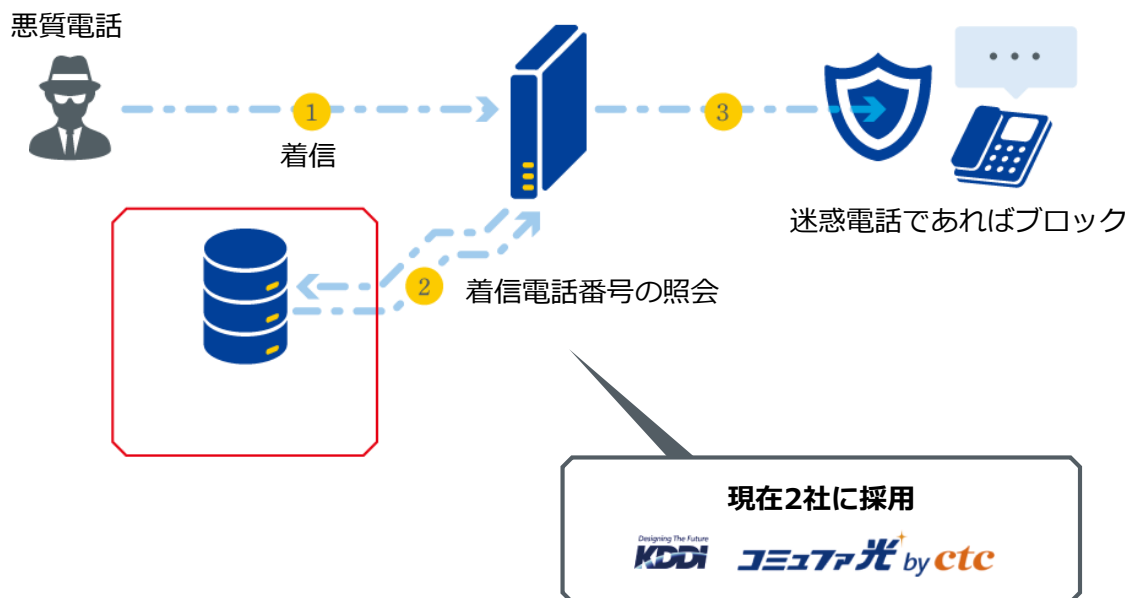 悪質電話
1
着信
3
迷惑電話であればブロック
2
着信電話番号の照会
現在2社に採用
Designing The Future
KDDI
コミュファ光 by ctc